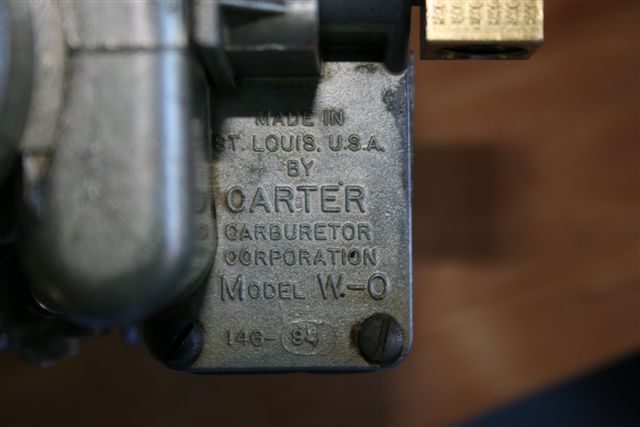 MADE IN
ST. LOUIS. U.S.A.
BY
CARTER
CARBURETOR
CORPORATION
MODEL W.-O
146- 94